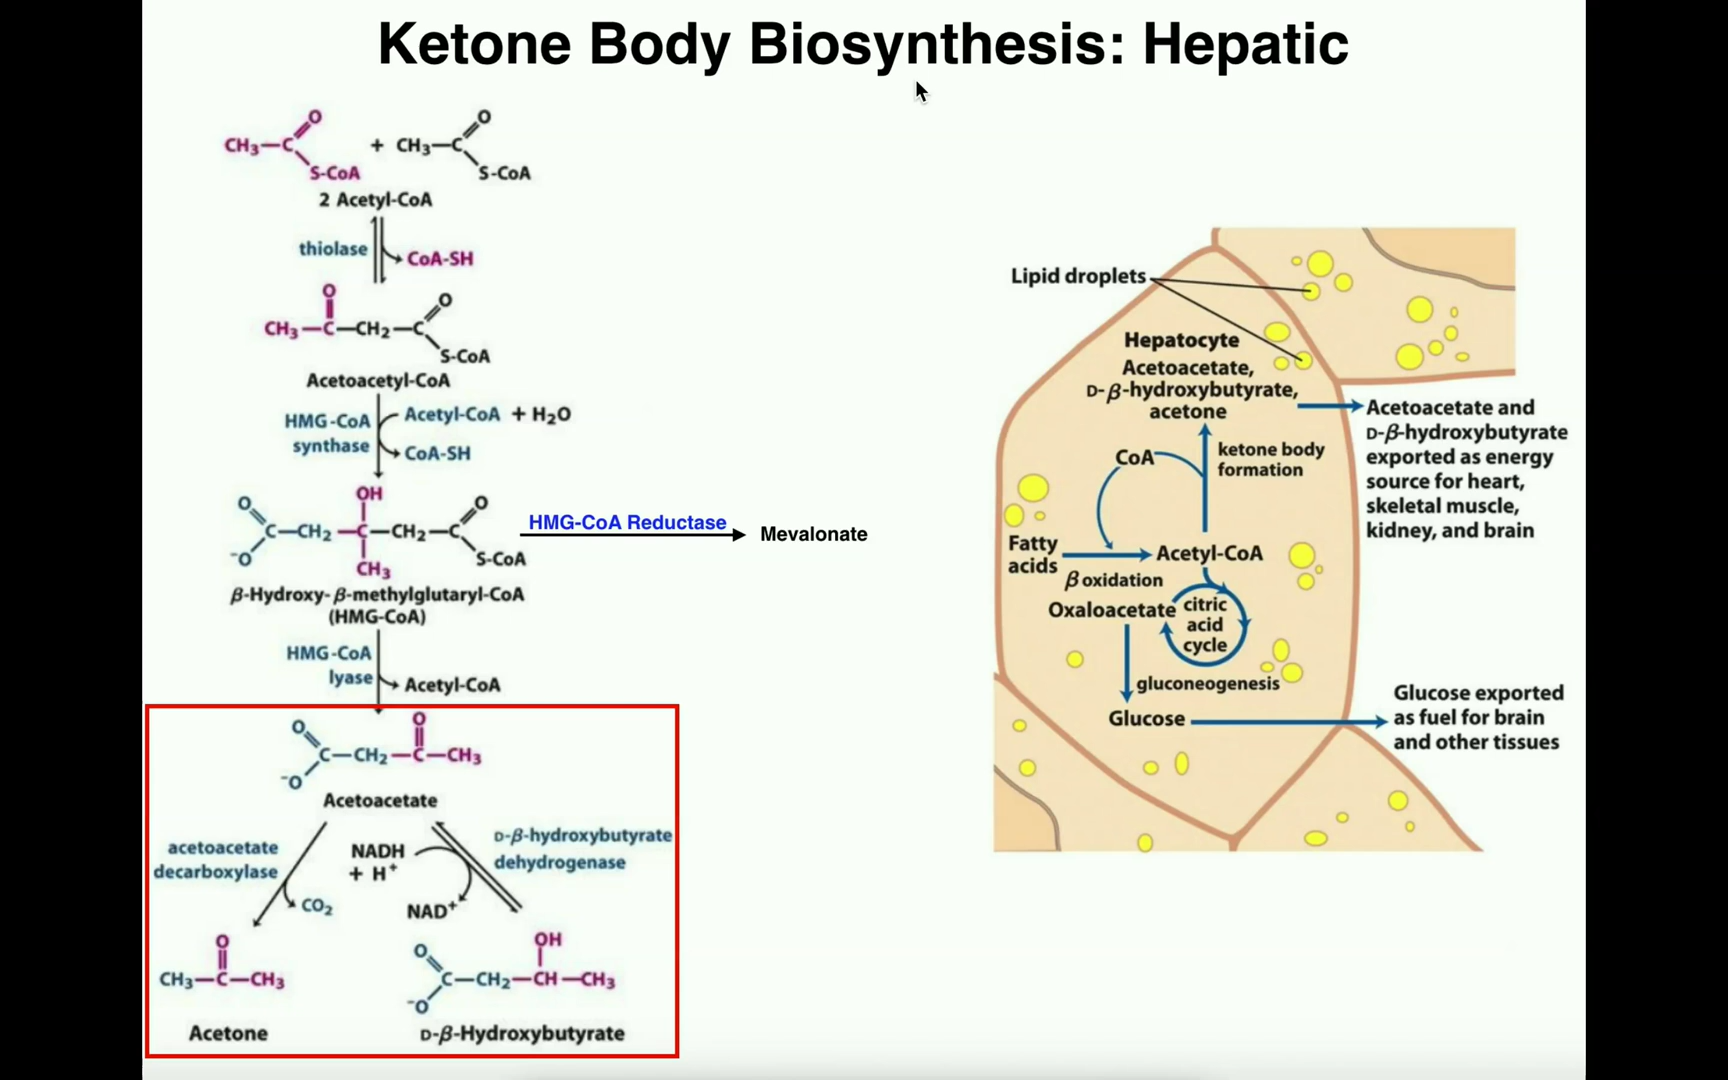 Ketone Body Biosynthesis: Hepatic
O
CH₃—C
S-CoA
+ CH₃—C
O
S-CoA
2 Acetyl-CoA
thiolase
CoA-SH
O
CH₃—C—CH₂—C
O
S-CoA
Acetoacetyl-CoA
HMG-CoA
synthase
Acetyl-CoA + H₂O
CoA-SH
OH
O
C—CH₂—C—CH₂—C
O
⁻O
CH₃
S-CoA
β-Hydroxy-β-methylglutaryl-CoA
(HMG-CoA)
HMG-CoA Reductase
Mevalonate
HMG-CoA
lyase
Acetyl-CoA
O
O
C—CH₂—C—CH₃
⁻O
Acetoacetate
acetoacetate
decarboxylase
CO₂
NADH
+ H⁺
NAD⁺
D-β-hydroxybutyrate
dehydrogenase
O
CH₃—C—CH₃
Acetone
O
OH
C—CH₂—CH—CH₃
⁻O
D-β-Hydroxybutyrate
Lipid droplets
Hepatocyte
Acetoacetate,
D-β-hydroxybutyrate,
acetone
Acetoacetate and
D-β-hydroxybutyrate
exported as energy
source for heart,
skeletal muscle,
kidney, and brain
CoA
ketone body
formation
Fatty
acids
β oxidation
Acetyl-CoA
Oxaloacetate
citric
acid
cycle
gluconeogenesis
Glucose
Glucose exported
as fuel for brain
and other tissues